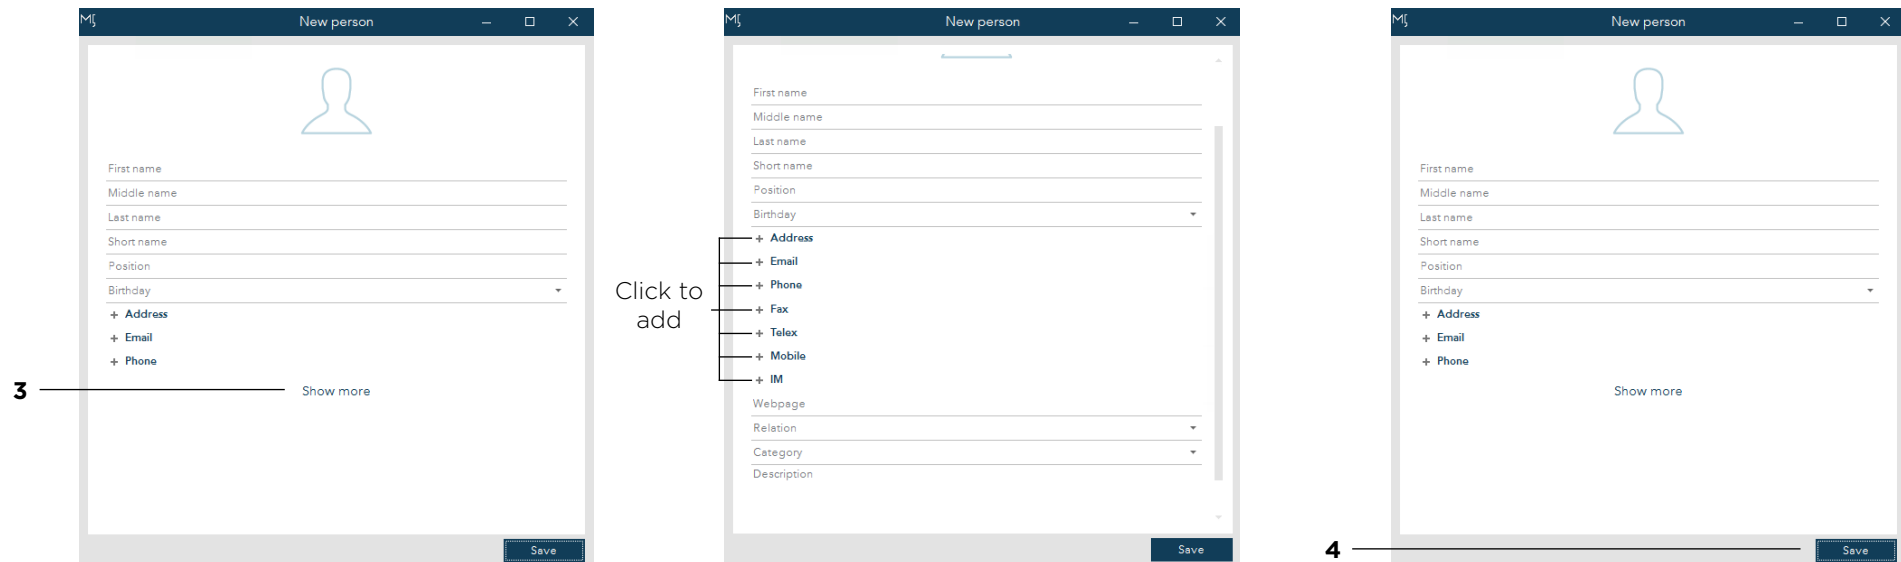 New person
First name
Middle name
Last name
Short name
Position
Birthday
+ Address
+ Email
+ Phone
3
Show more
Save
New person
First name
Middle name
Last name
Short name
Position
Birthday
+ Address
+ Email
+ Phone
+ Fax
+ Telex
+ Mobile
+ IM
Click to
add
Webpage
Relation
Category
Description
Save
New person
First name
Middle name
Last name
Short name
Position
Birthday
+ Address
+ Email
+ Phone
Show more
4
Save